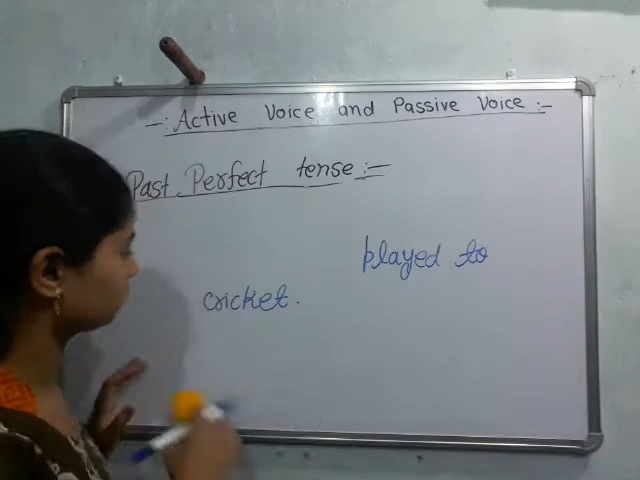 -: Active Voice and Passive Voice :-
Past Perfect tense :-
played to
cricket.